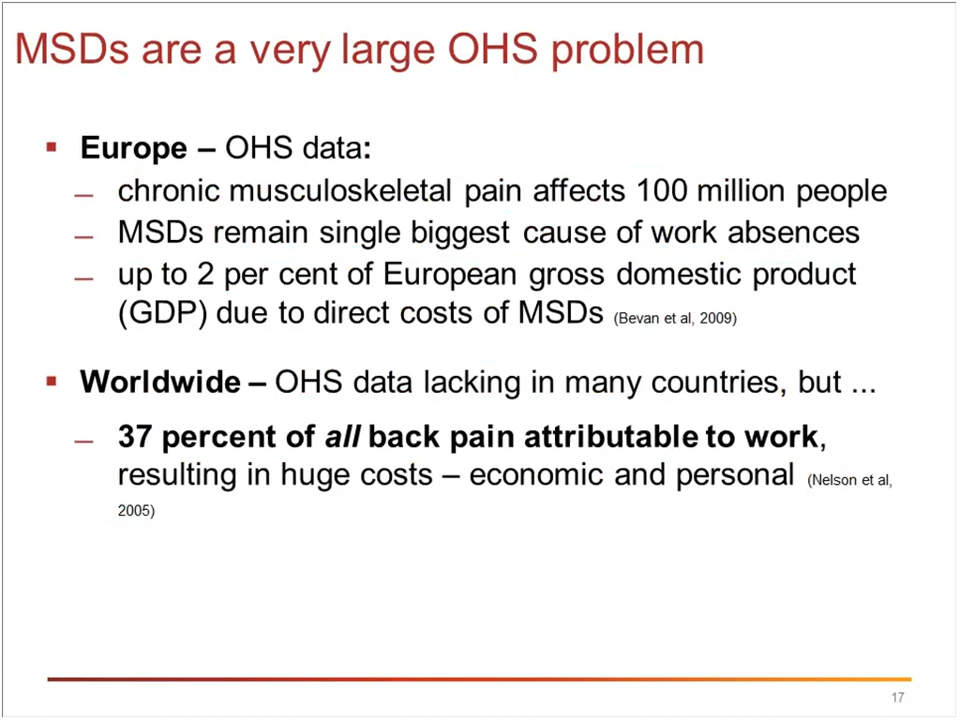 MSDs are a very large OHS problem
▪ Europe – OHS data:
– chronic musculoskeletal pain affects 100 million people
– MSDs remain single biggest cause of work absences
– up to 2 per cent of European gross domestic product
(GDP) due to direct costs of MSDs (Bevan et al, 2009)
▪ Worldwide – OHS data lacking in many countries, but ...
– 37 percent of all back pain attributable to work,
resulting in huge costs – economic and personal (Nelson et al,
2005)
17